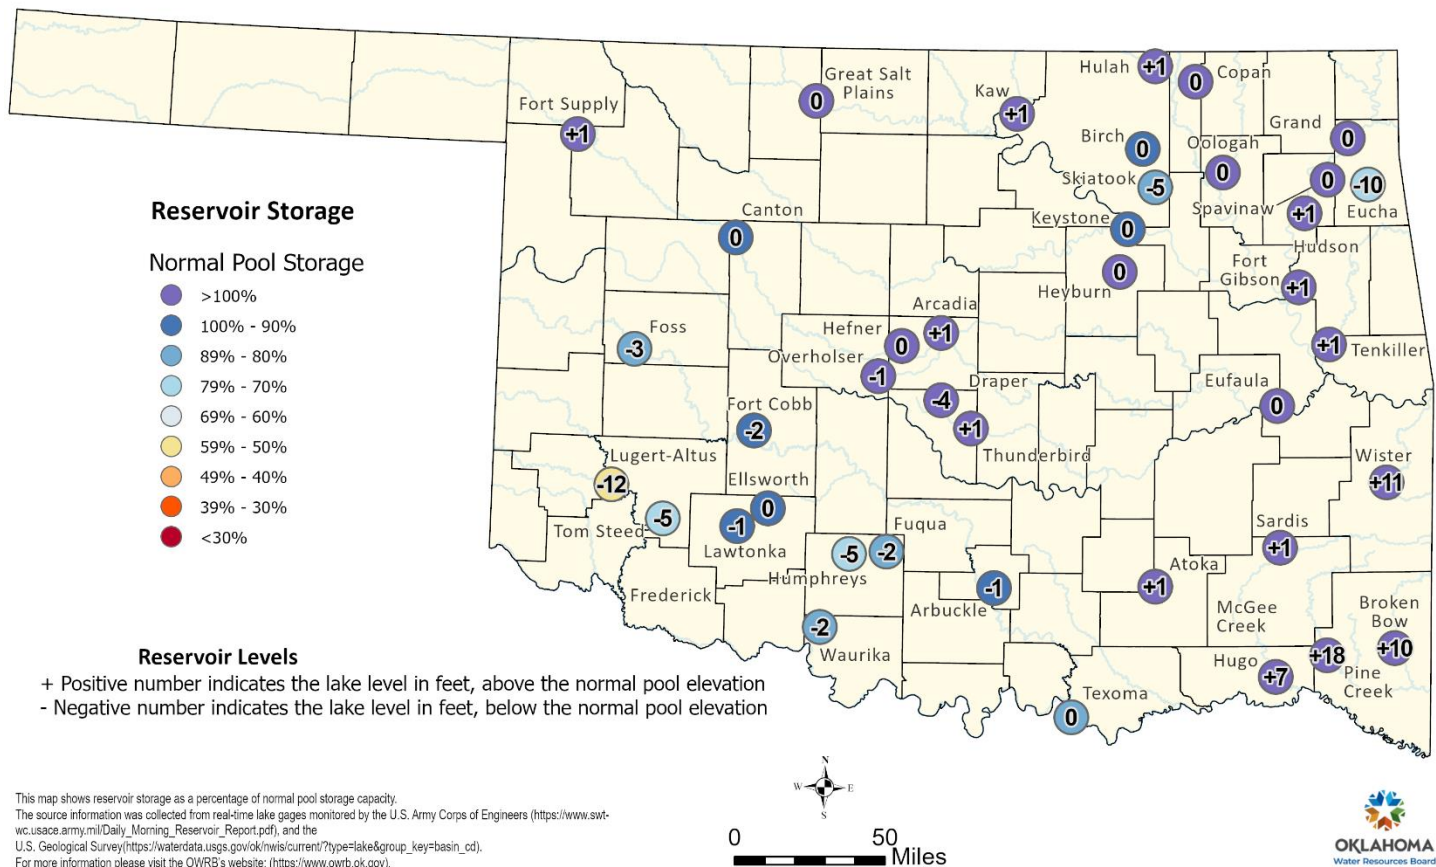 Hulah
+1
0
Copan
Great Salt
Plains
0
Kaw
+1
Fort Supply
+1
Grand
0
Birch
0
Oologah
0
Skiatook
-5
0
-10
Spavinaw
+1
Eucha
Reservoir Storage
Canton
0
Keystone
0
Hudson
Normal Pool Storage
Heyburn
0
Fort
Gibson
+1
>100%
100% - 90%
89% - 80%
79% - 70%
69% - 60%
59% - 50%
49% - 40%
39% - 30%
<30%
Foss
-3
Arcadia
+1
Hefner
0
Overholser
-1
+1
Tenkiller
Draper
-4
Eufaula
0
Fort Cobb
-2
+1
Thunderbird
Lugert-Altus
-12
Ellsworth
0
Wister
+11
Tom Steed
-5
-1
Lawtonka
Fuqua
-5
-2
Humphreys
Sardis
+1
Frederick
Arbuckle
-1
Atoka
+1
McGee
Creek
Broken
Bow
+10
-2
Waurika
Hugo
+7
+18
Pine
Creek
Texoma
0
Reservoir Levels
+ Positive number indicates the lake level in feet, above the normal pool elevation
- Negative number indicates the lake level in feet, below the normal pool elevation
N
W
E
S
0
50
Miles
This map shows reservoir storage as a percentage of normal pool storage capacity.
The source information was collected from real-time lake gages monitored by the U.S. Army Corps of Engineers (https://www.swt-
wc.usace.army.mil/Daily_Morning_Reservoir_Report.pdf), and the
U.S. Geological Survey(https://waterdata.usgs.gov/ok/nwis/current/?type=lake&group_key=basin_cd).
For more information please visit the OWRB's website: (https://www.owrb.ok.gov).
OKLAHOMA
Water Resources Board